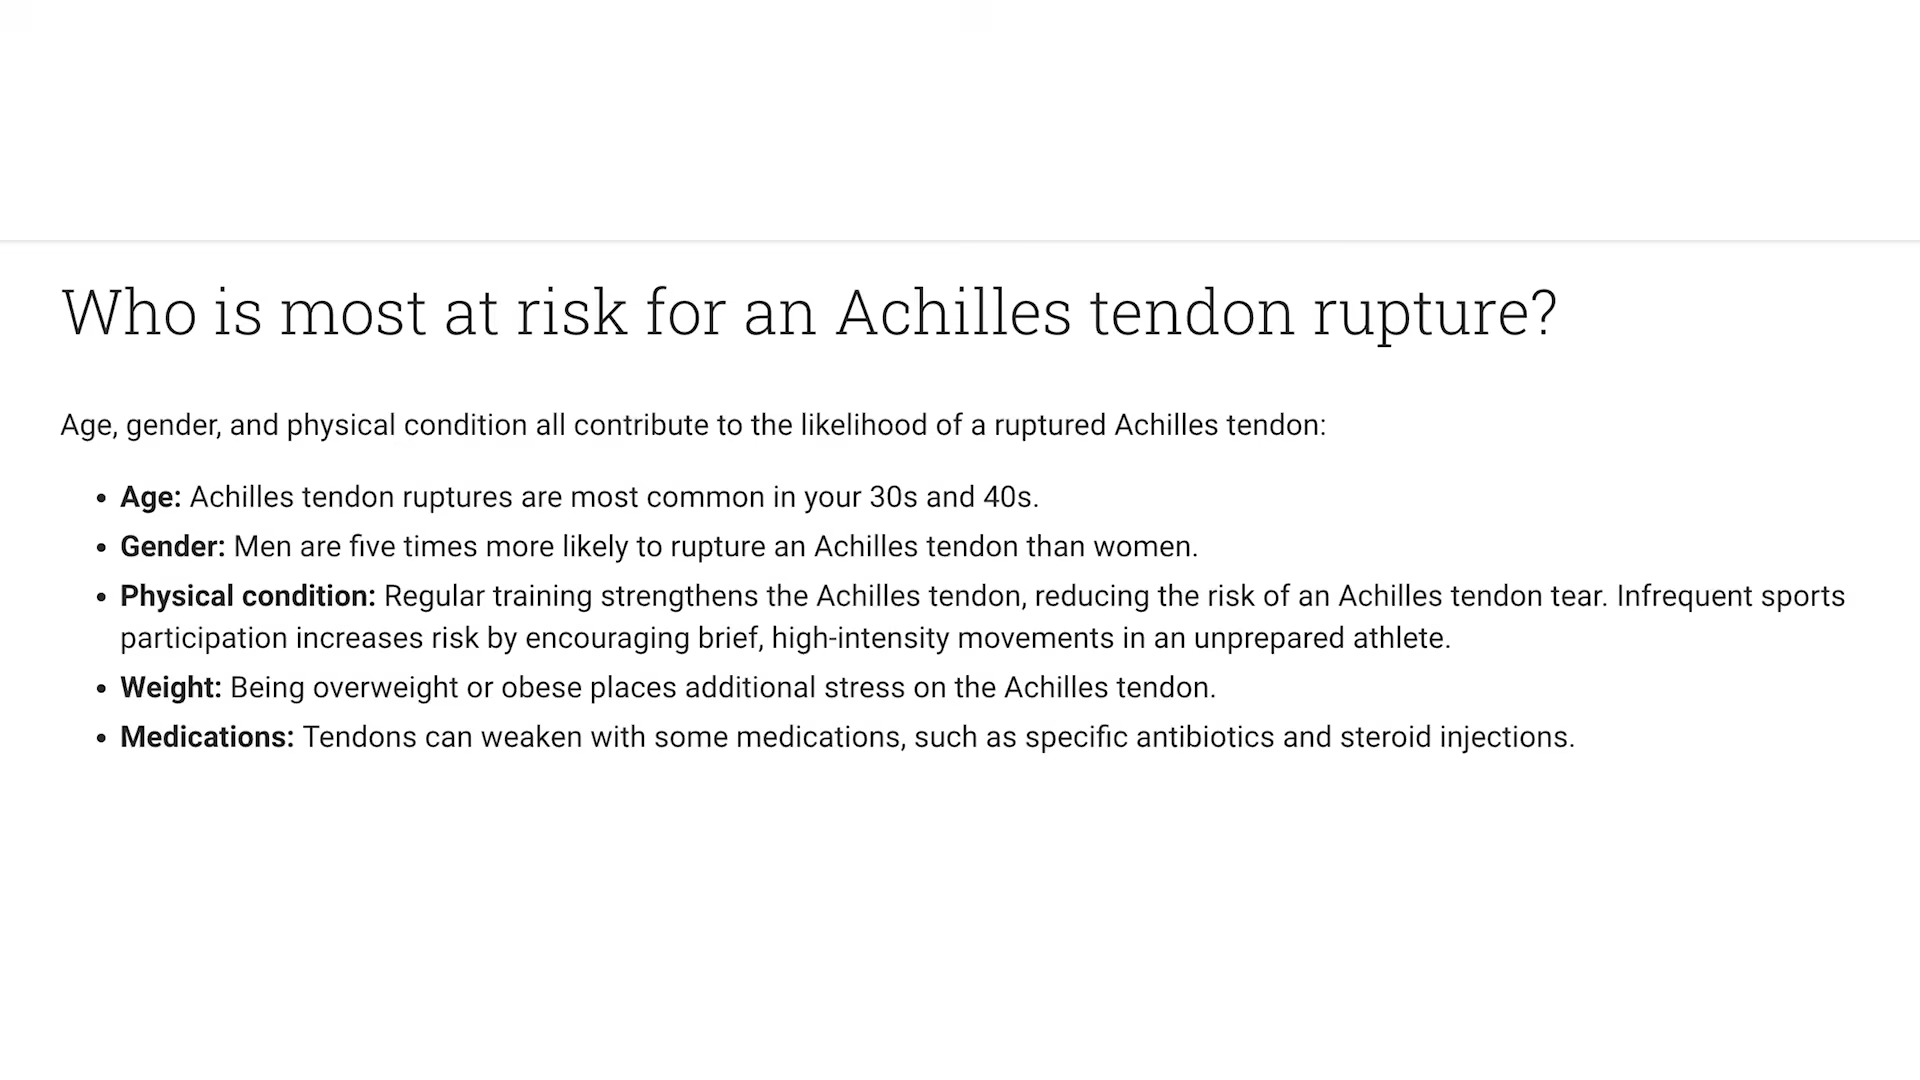 Who is most at risk for an Achilles tendon rupture?
Age, gender, and physical condition all contribute to the likelihood of a ruptured Achilles tendon:
• Age: Achilles tendon ruptures are most common in your 30s and 40s.
• Gender: Men are five times more likely to rupture an Achilles tendon than women.
• Physical condition: Regular training strengthens the Achilles tendon, reducing the risk of an Achilles tendon tear. Infrequent sports
participation increases risk by encouraging brief, high-intensity movements in an unprepared athlete.
• Weight: Being overweight or obese places additional stress on the Achilles tendon.
• Medications: Tendons can weaken with some medications, such as specific antibiotics and steroid injections.